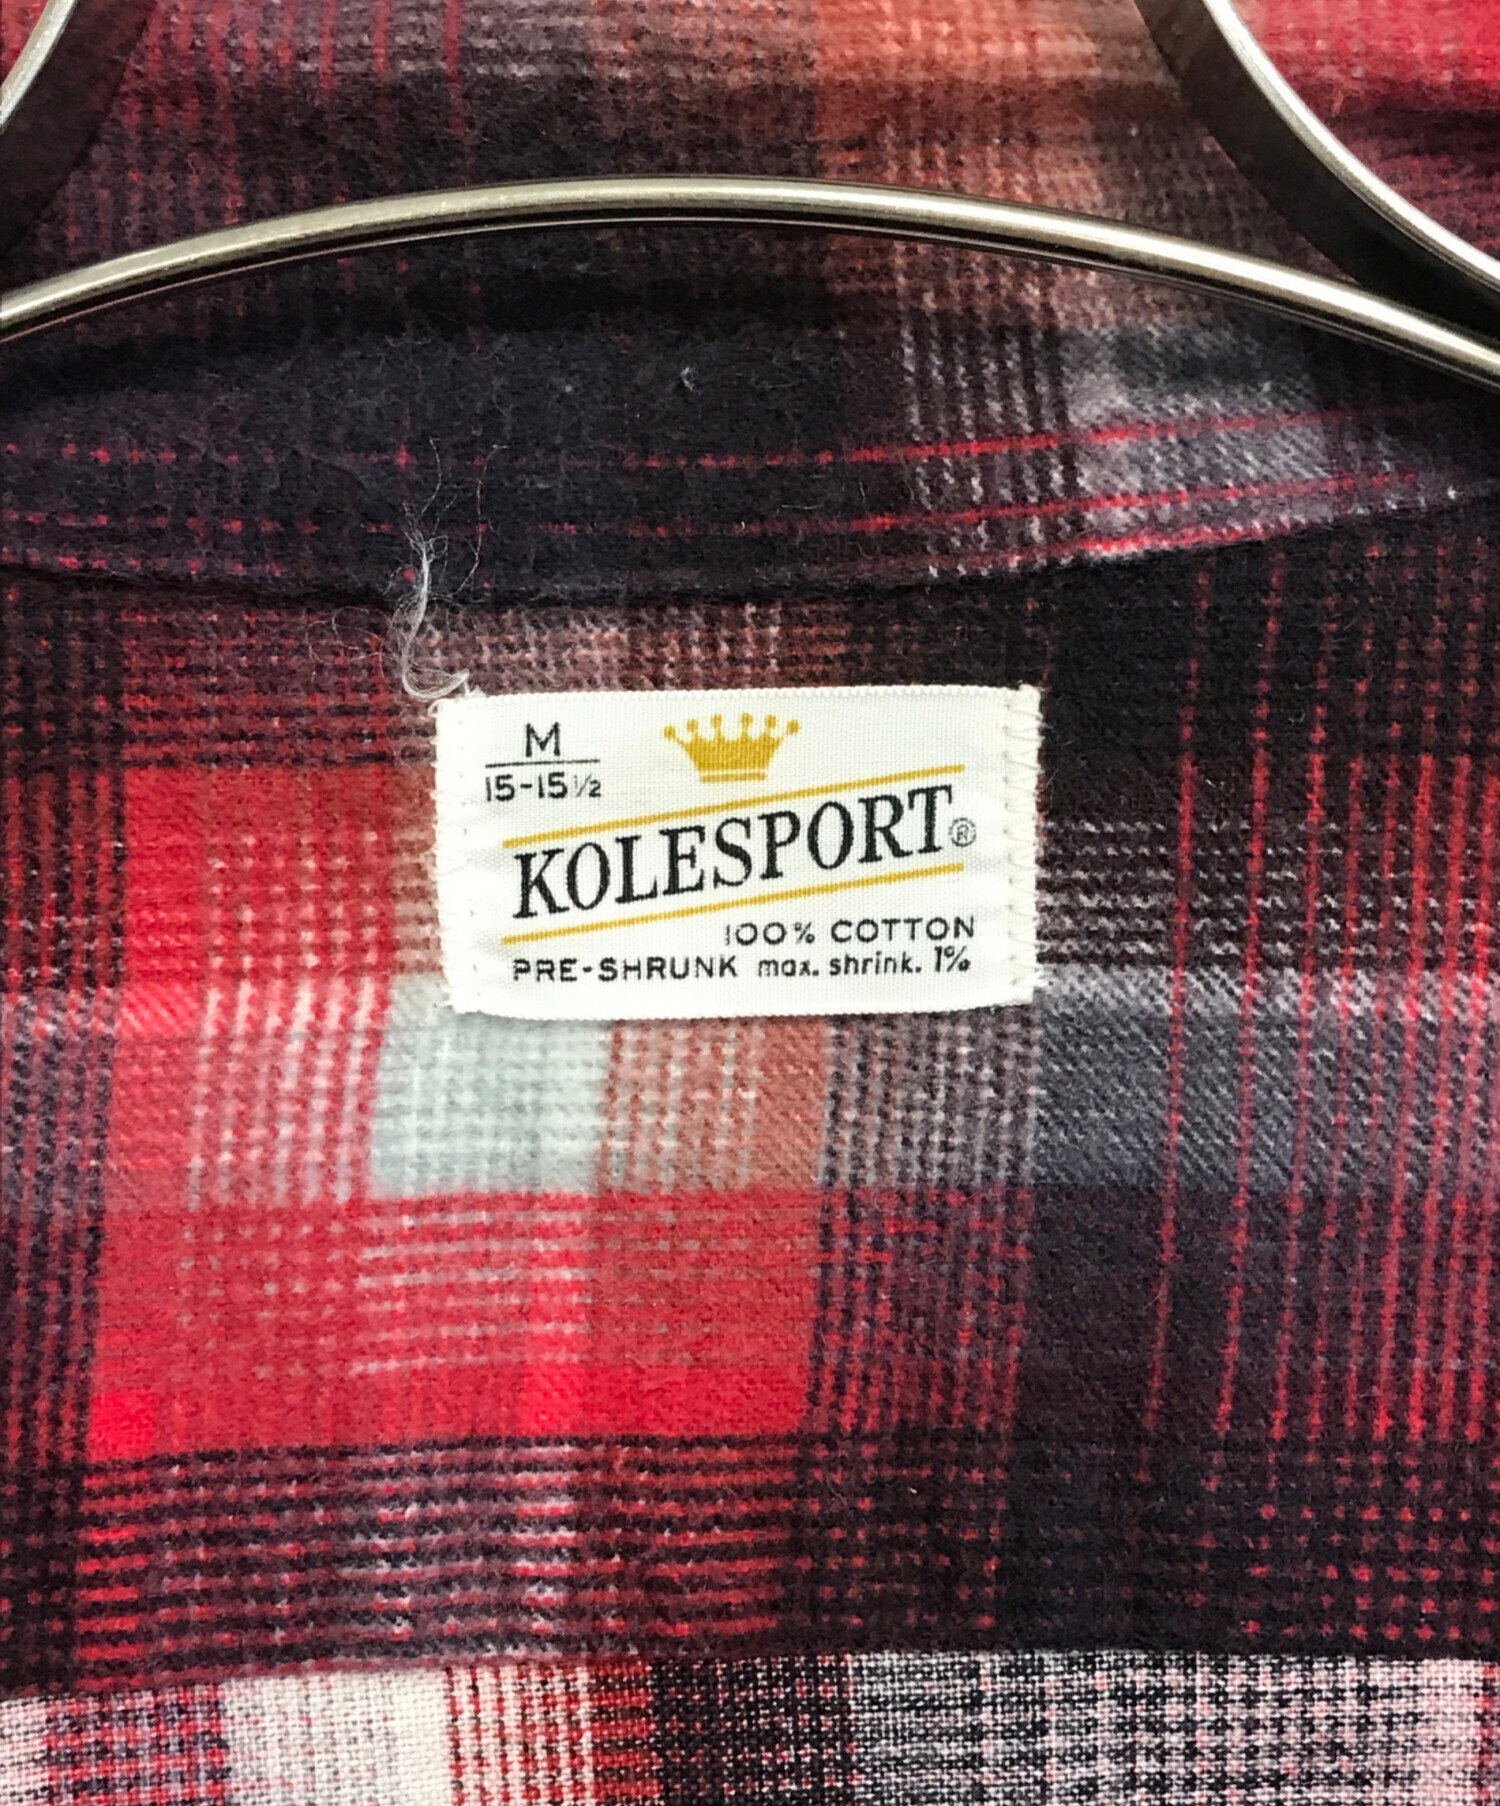 M
15-15½
KOLESPORT®
100% COTTON
PRE-SHRUNK max. shrink. 1%